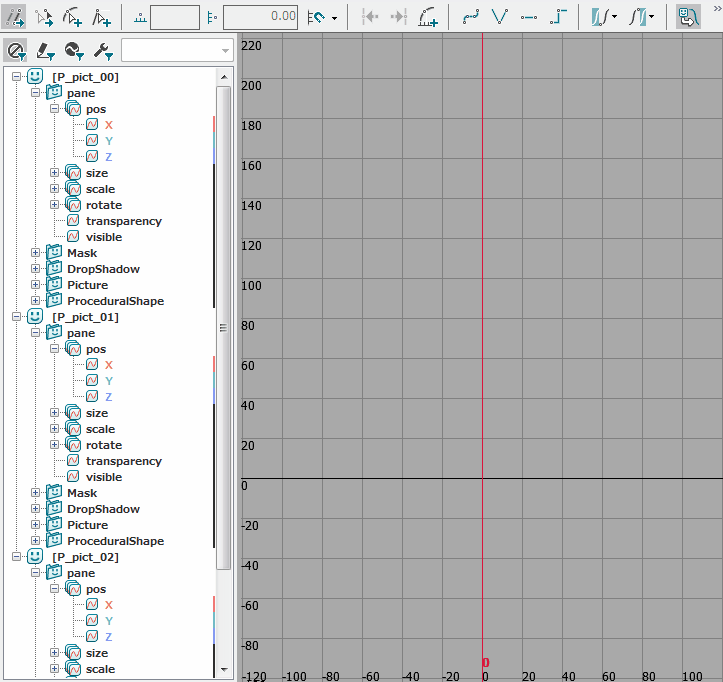 0.00
»
[P_pict_00]
pane
pos
X
Y
Z
size
scale
rotate
transparency
visible
Mask
DropShadow
Picture
ProceduralShape
[P_pict_01]
pane
pos
X
Y
Z
size
scale
rotate
transparency
visible
Mask
DropShadow
Picture
ProceduralShape
[P_pict_02]
pane
pos
X
Y
Z
size
scale
220
200
180
160
140
120
100
80
60
40
20
0
-20
-40
-60
-80
0
-120 -100 -80 -60 -40 -20 0 20 40 60 80 100